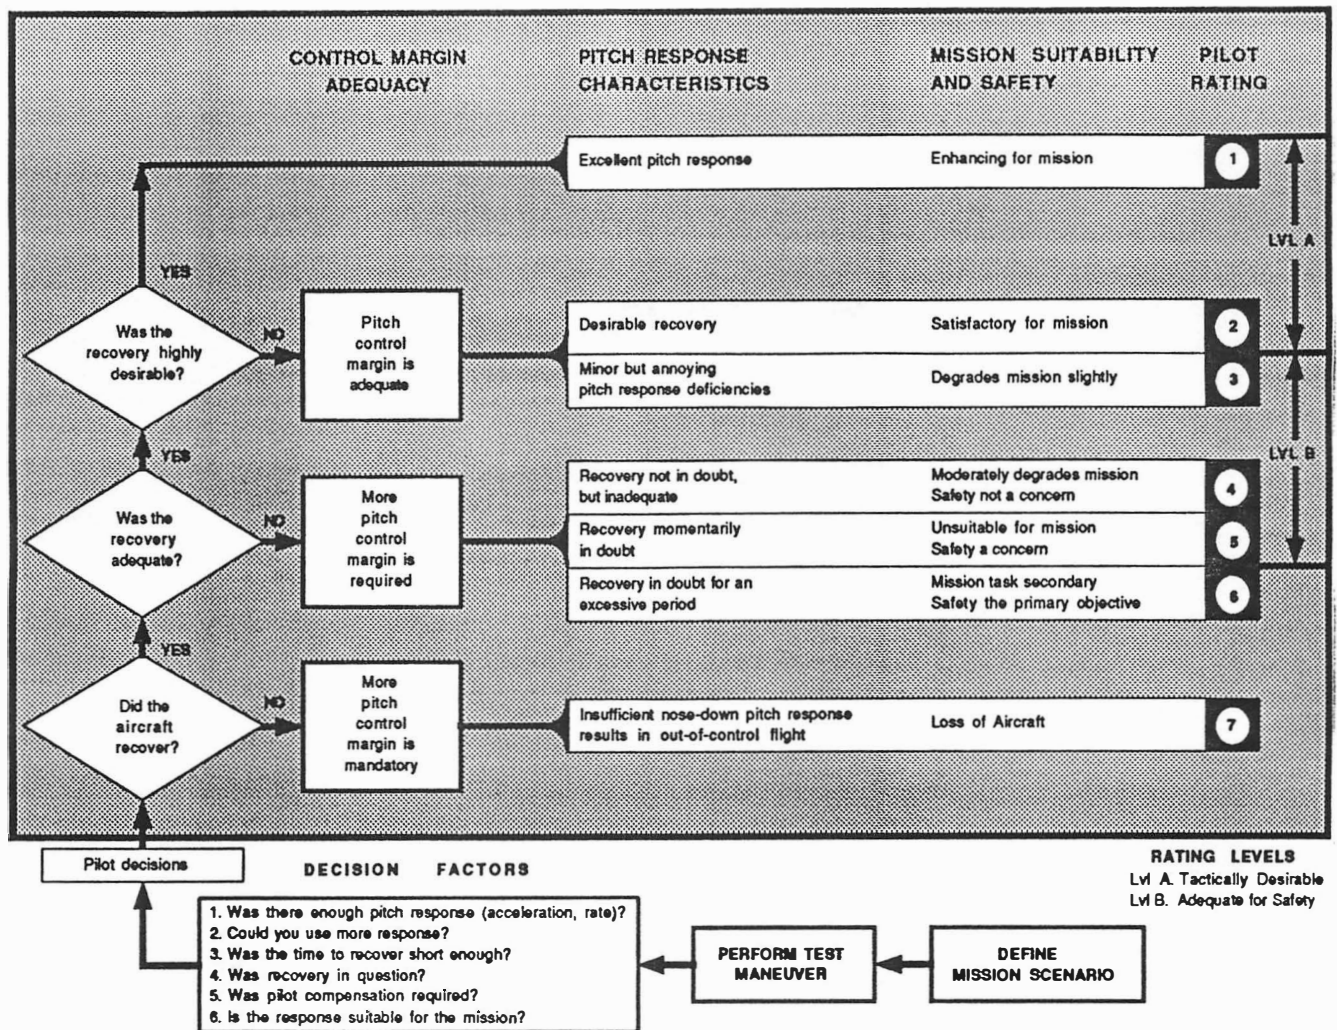 CONTROL MARGIN
ADEQUACY
PITCH RESPONSE
CHARACTERISTICS
MISSION SUITABILITY
AND SAFETY
PILOT
RATING
Excellent pitch response
Enhancing for mission
1
LVL A
YES
Was the
recovery highly
desirable?
NO
Pitch
control
margin is
adequate
Desirable recovery
Satisfactory for mission
2
Minor but annoying
pitch response deficiencies
Degrades mission slightly
3
LVL B
YES
Was the
recovery
adequate?
NO
More
pitch
control
margin is
required
Recovery not in doubt,
but inadequate
Moderately degrades mission
Safety not a concern
4
Recovery momentarily
in doubt
Unsuitable for mission
Safety a concern
5
Recovery in doubt for an
excessive period
Mission task secondary
Safety the primary objective
6
YES
Did the
aircraft
recover?
NO
More
pitch
control
margin is
mandatory
Insufficient nose-down pitch response
results in out-of-control flight
Loss of Aircraft
7
Pilot decisions
DECISION FACTORS
1. Was there enough pitch response (acceleration, rate)?
2. Could you use more response?
3. Was the time to recover short enough?
4. Was recovery in question?
5. Was pilot compensation required?
6. Is the response suitable for the mission?
PERFORM TEST
MANEUVER
DEFINE
MISSION SCENARIO
RATING LEVELS
Lvl A. Tactically Desirable
Lvl B. Adequate for Safety